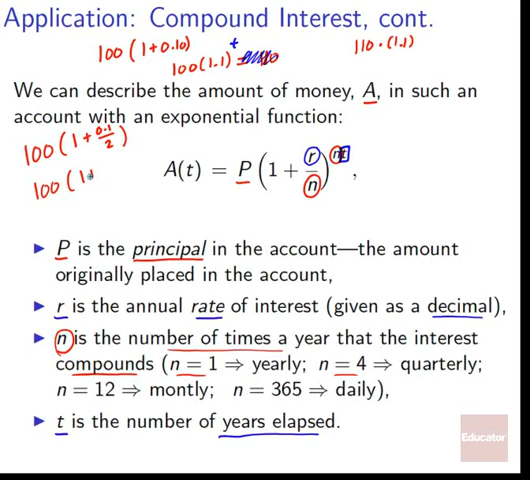 Application: Compound Interest, cont.
100(1+0.10)
100(1.1)^t =
110·(1.1)
We can describe the amount of money, A, in such an
account with an exponential function:
100(1+0.1/2)
100(1+
A(t) = P(1 + r/n)^nt,
▶ P is the principal in the account—the amount
originally placed in the account,
▶ r is the annual rate of interest (given as a decimal),
▶ n is the number of times a year that the interest
compounds (n = 1 ⇒ yearly; n = 4 ⇒ quarterly;
n = 12 ⇒ montly; n = 365 ⇒ daily),
▶ t is the number of years elapsed.
Educator